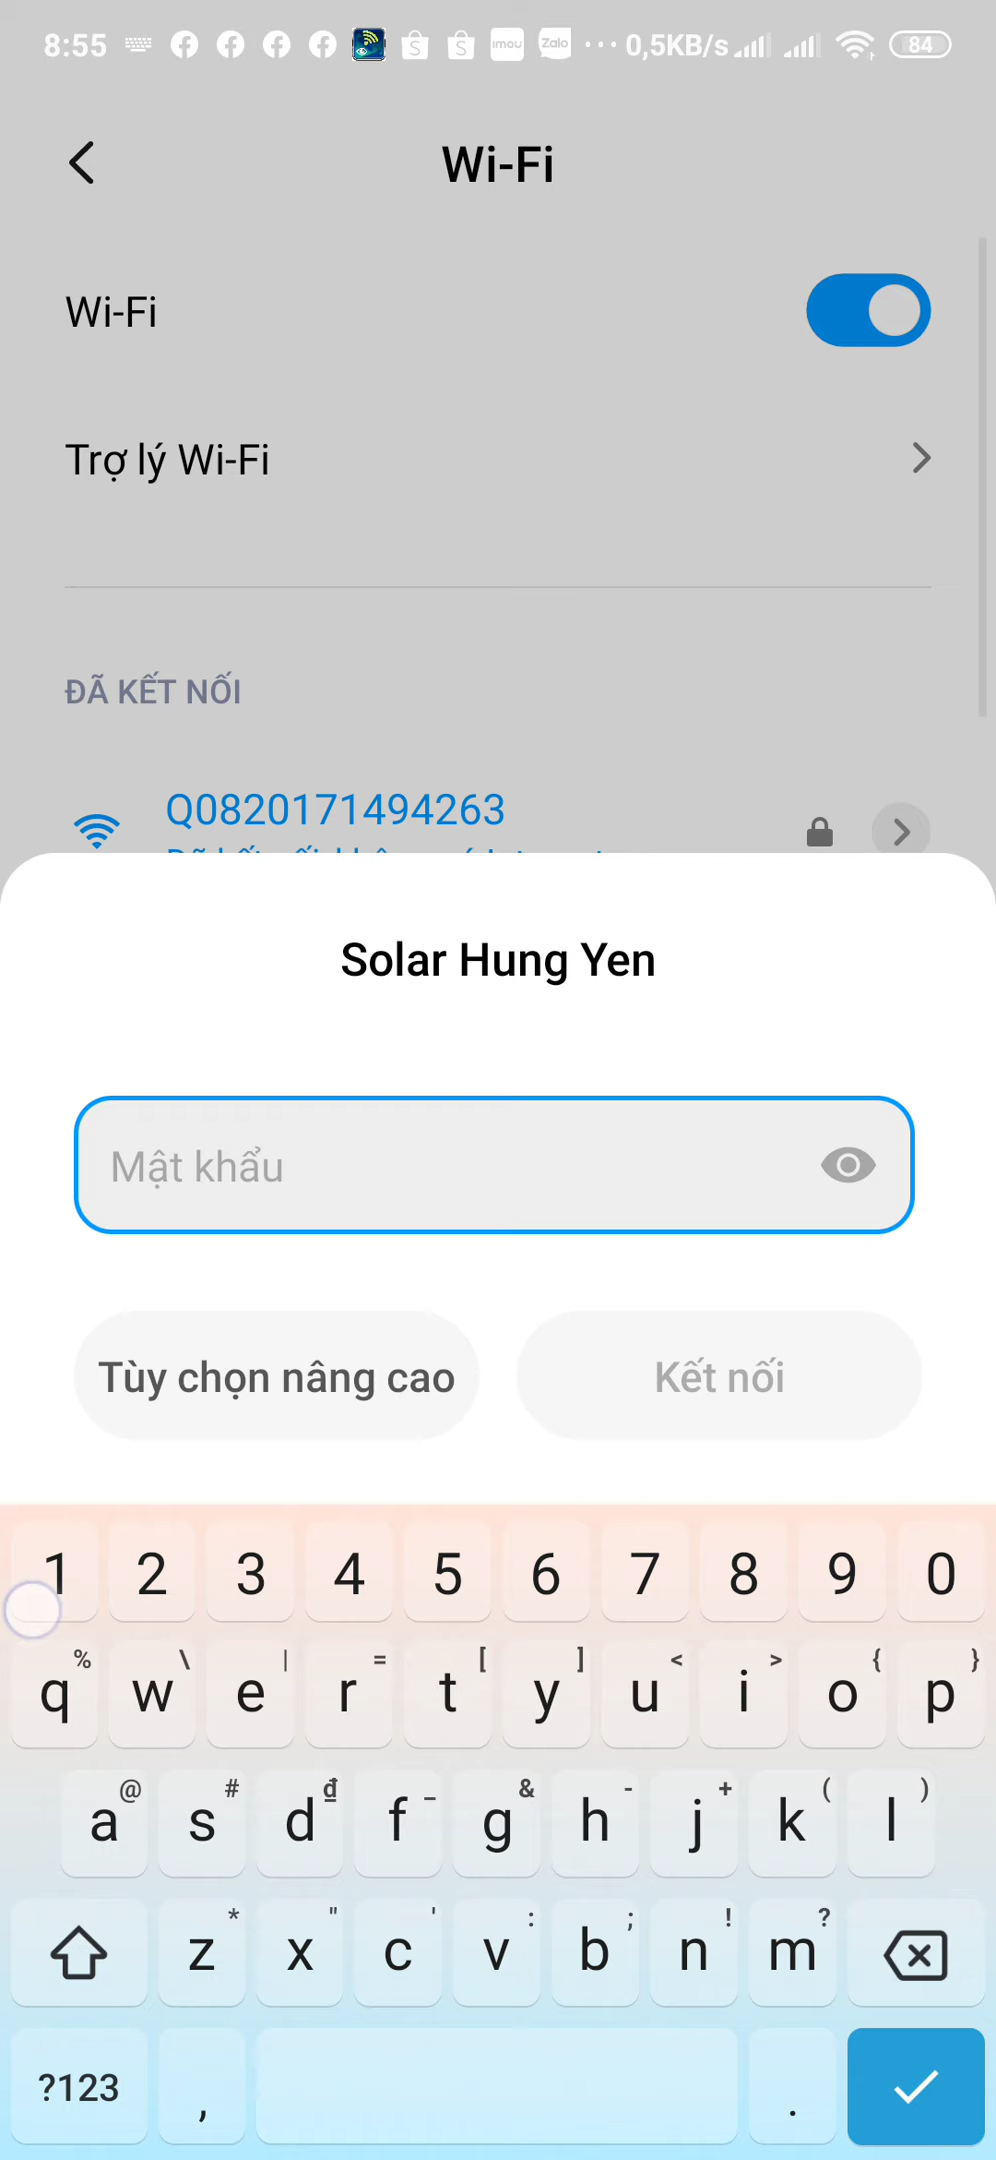 8:55 imou Zalo ··· 0,5KB/s 84
Wi-Fi
Wi-Fi
Trợ lý Wi-Fi
ĐÃ KẾT NỐI
Q0820171494263
Solar Hung Yen
Mật khẩu
Tùy chọn nâng cao Kết nối
1 2 3 4 5 6 7 8 9 0
% \ | = [ ] < > { }
q w e r t y u i o p
@ # đ _ & - + ( )
a s d f g h j k l
* " ' : ; ! ?
z x c v b n m
?123 , .